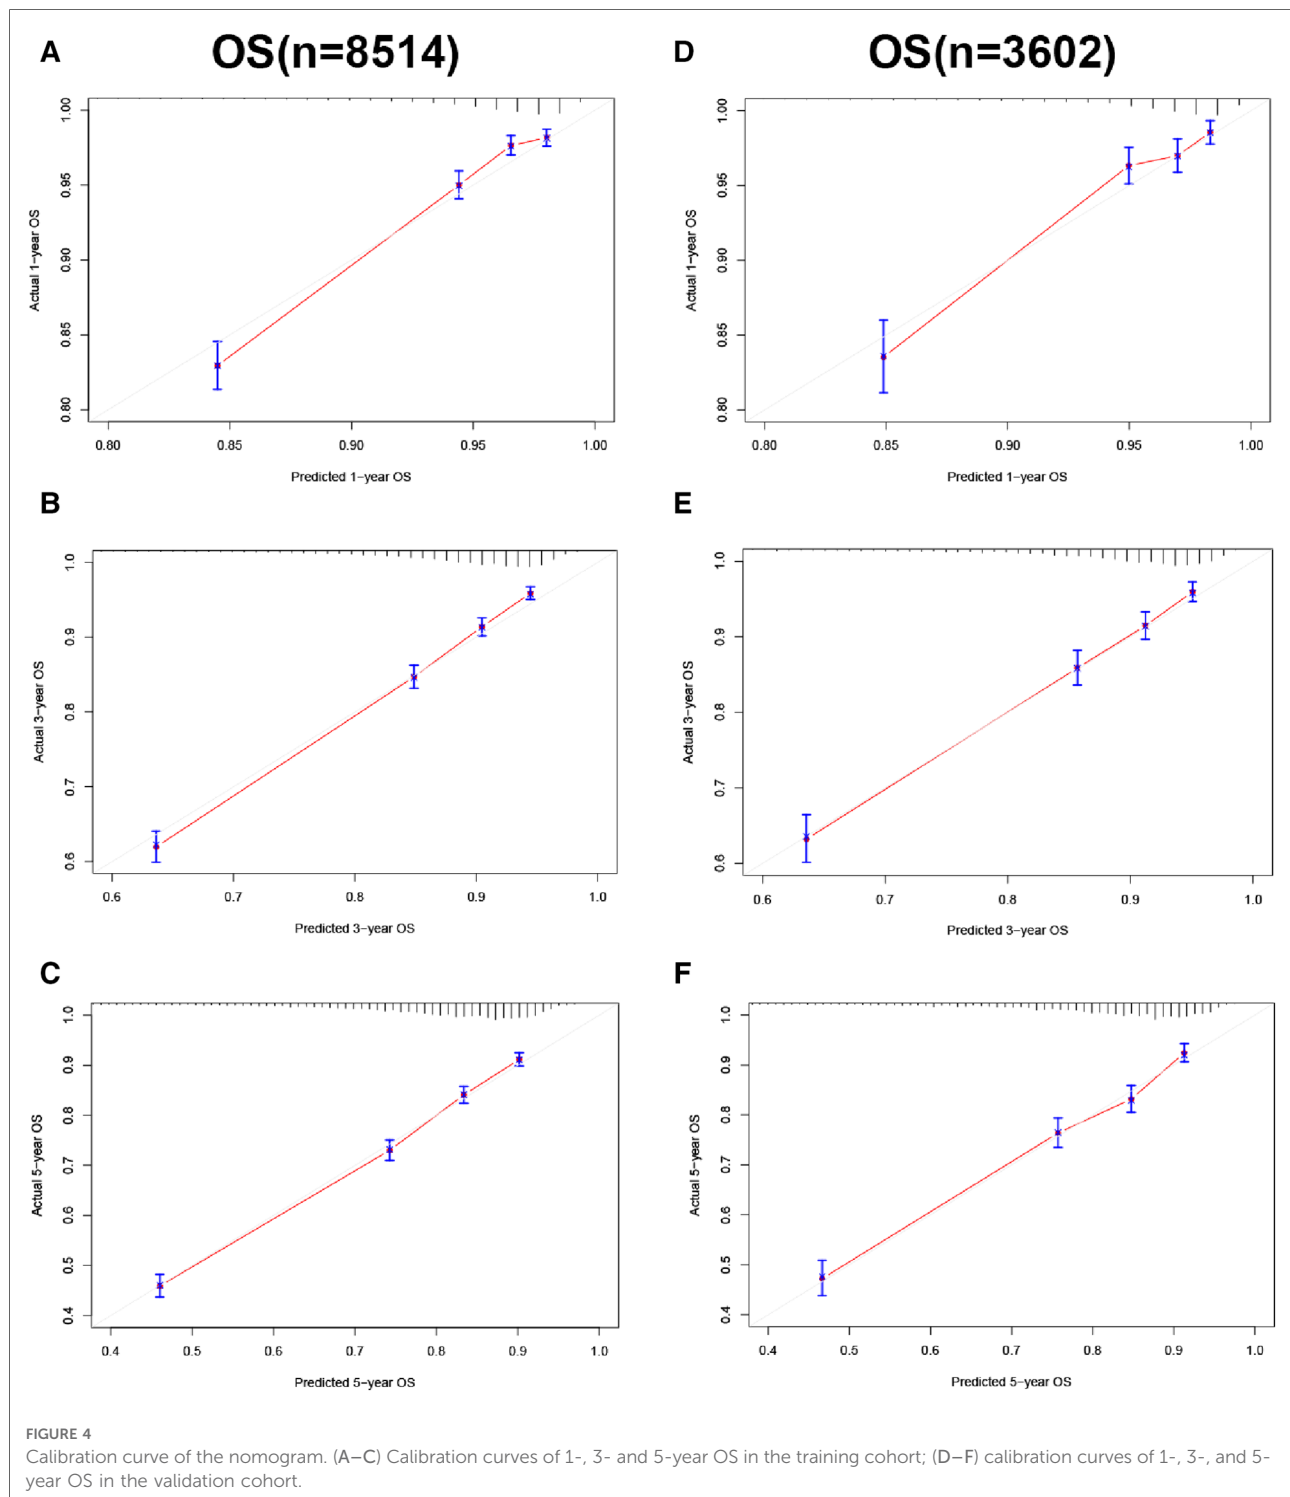 A
OS(n=8514)
Actual 1-year OS
1.00
0.95
0.90
0.85
0.80
0.80 0.85 0.90 0.95 1.00
Predicted 1-year OS
B
Actual 3-year OS
1.0
0.9
0.8
0.7
0.6
0.6 0.7 0.8 0.9 1.0
Predicted 3-year OS
C
Actual 5-year OS
1.0
0.9
0.8
0.7
0.6
0.5
0.4
0.4 0.5 0.6 0.7 0.8 0.9 1.0
Predicted 5-year OS
D
OS(n=3602)
Actual 1-year OS
1.00
0.95
0.90
0.85
0.80
0.80 0.85 0.90 0.95 1.00
Predicted 1-year OS
E
Actual 3-year OS
1.0
0.9
0.8
0.7
0.6
0.6 0.7 0.8 0.9 1.0
Predicted 3-year OS
F
Actual 5-year OS
1.0
0.9
0.8
0.7
0.6
0.5
0.4
0.4 0.5 0.6 0.7 0.8 0.9 1.0
Predicted 5-year OS
FIGURE 4
Calibration curve of the nomogram. (A–C) Calibration curves of 1-, 3- and 5-year OS in the training cohort; (D–F) calibration curves of 1-, 3-, and 5-
year OS in the validation cohort.